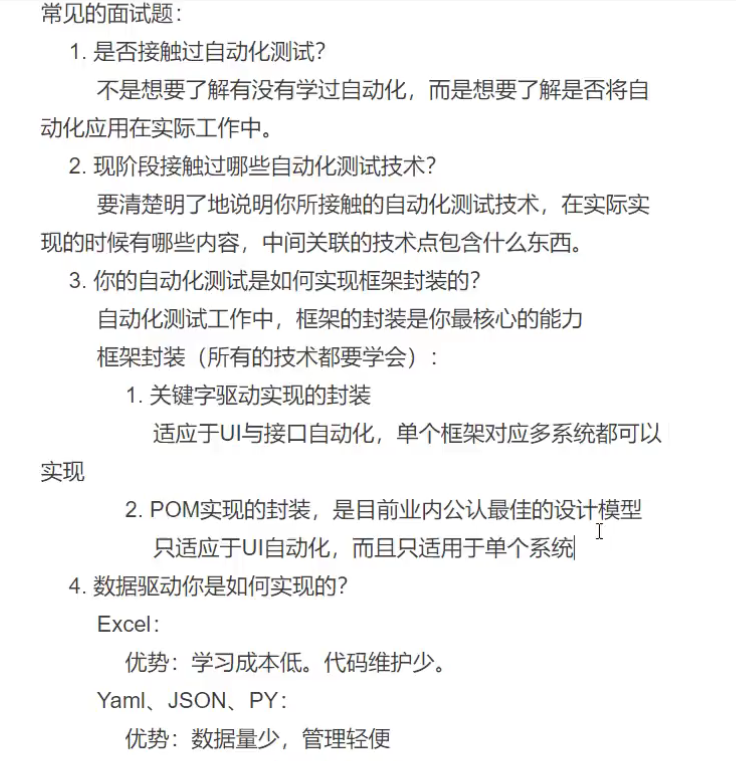 常见的面试题：
1. 是否接触过自动化测试？
不是想要了解有没有学过自动化，而是想要了解是否将自
动化应用在实际工作中。
2. 现阶段接触过哪些自动化测试技术？
要清楚明了地说明你所接触的自动化测试技术，在实际实
现的时候有哪些内容，中间关联的技术点包含什么东西。
3. 你的自动化测试是如何实现框架封装的？
自动化测试工作中，框架的封装是你最核心的能力
框架封装（所有的技术都要学会）：
1. 关键字驱动实现的封装
适应于UI与接口自动化，单个框架对应多系统都可以
实现
2. POM实现的封装，是目前业内公认最佳的设计模型
只适应于UI自动化，而且只适用于单个系统
4. 数据驱动你是如何实现的？
Excel：
优势：学习成本低。代码维护少。
Yaml、JSON、PY：
优势：数据量少，管理轻便